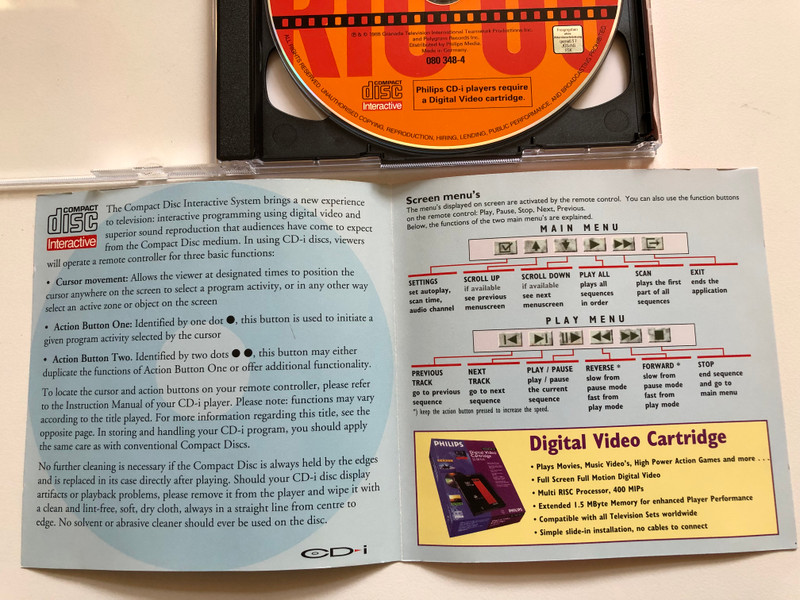 ℗ & © 1988 Granada Television International Teamwork Productions Inc.
and Polygram Records Inc.
Distributed by Philips Media
Made in Germany
080 348-4
COMPACT
disc
Interactive
Philips CD-i players require
a Digital Video cartridge.
ALL RIGHTS RESERVED. UNAUTHORISED COPYING, REPRODUCTION, HIRING, LENDING, PUBLIC PERFORMANCE, AND BROADCASTING PROHIBITED
COMPACT
disc
Interactive
The Compact Disc Interactive System brings a new experience
to television: interactive programming using digital video and
superior sound reproduction that audiences have come to expect
from the Compact Disc medium. In using CD-i discs, viewers
will operate a remote controller for three basic functions:
• Cursor movement: Allows the viewer at designated times to position the
cursor anywhere on the screen to select a program activity, or in any other way
select an active zone or object on the screen
• Action Button One: Identified by one dot ●, this button is used to initiate a
given program activity selected by the cursor
• Action Button Two. Identified by two dots ● ●, this button may either
duplicate the functions of Action Button One or offer additional functionality.
To locate the cursor and action buttons on your remote controller, please refer
to the Instruction Manual of your CD-i player. Please note: functions may vary
according to the title played. For more information regarding this title, see the
opposite page. In storing and handling your CD-i program, you should apply
the same care as with conventional Compact Discs.
No further cleaning is necessary if the Compact Disc is always held by the edges
and is replaced in its case directly after playing. Should your CD-i disc display
artifacts or playback problems, please remove it from the player and wipe it with
a clean and lint-free, soft, dry cloth, always in a straight line from centre to
edge. No solvent or abrasive cleaner should ever be used on the disc.
CD-i
Screen menu's
The menu's displayed on screen are activated by the remote control. You can also use the function buttons
on the remote control: Play, Pause, Stop, Next, Previous.
Below, the functions of the two main menu's are explained.
MAIN MENU
SETTINGS
set autoplay,
scan time,
audio channel
SCROLL UP
if available
see previous
menuscreen
SCROLL DOWN
if available
see next
menuscreen
PLAY ALL
plays all
sequences
in order
SCAN
plays the first
part of all
sequences
EXIT
ends the
application
PLAY MENU
PREVIOUS
TRACK
go to previous
sequence
NEXT
TRACK
go to next
sequence
PLAY / PAUSE
play / pause
the current
sequence
REVERSE *
slow from
pause mode
fast from
play mode
FORWARD *
slow from
pause mode
fast from
play mode
STOP
end sequence
and go to
main menu
*) keep the action button pressed to increase the speed.
PHILIPS
Digital Video
Cartridge
PHILIPS
Digital Video Cartridge
• Plays Movies, Music Video's, High Power Action Games and more . . .
• Full Screen Full Motion Digital Video
• Multi RISC Processor, 400 MIPs
• Extended 1.5 MByte Memory for enhanced Player Performance
• Compatible with all Television Sets worldwide
• Simple slide-in installation, no cables to connect